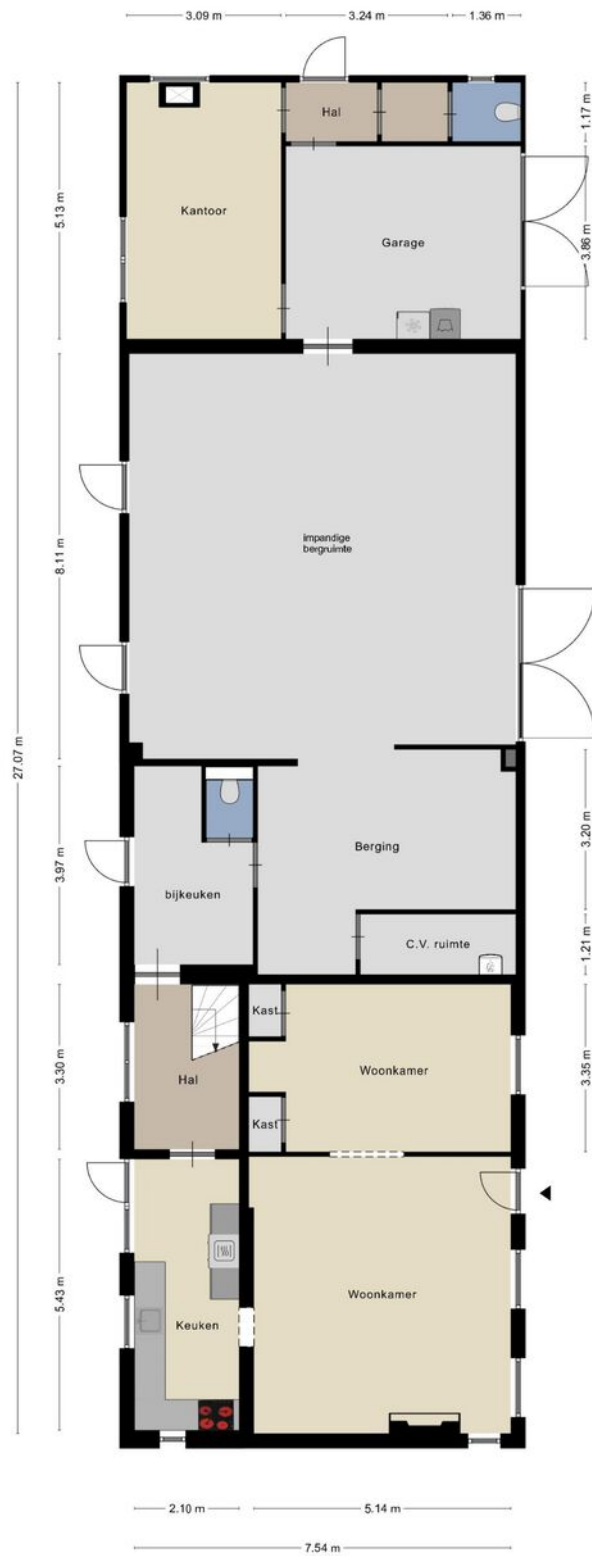 3.09 m
3.24 m
1.36 m
Hal
1.17 m
Kantoor
5.13 m
Garage
3.86 m
impandige
bergruimte
8.11 m
27.07 m
Berging
3.20 m
bijkeuken
3.97 m
C.V. ruimte
1.21 m
Kast
Woonkamer
Hal
3.30 m
3.35 m
Kast
Woonkamer
Keuken
5.43 m
2.10 m
5.14 m
7.54 m